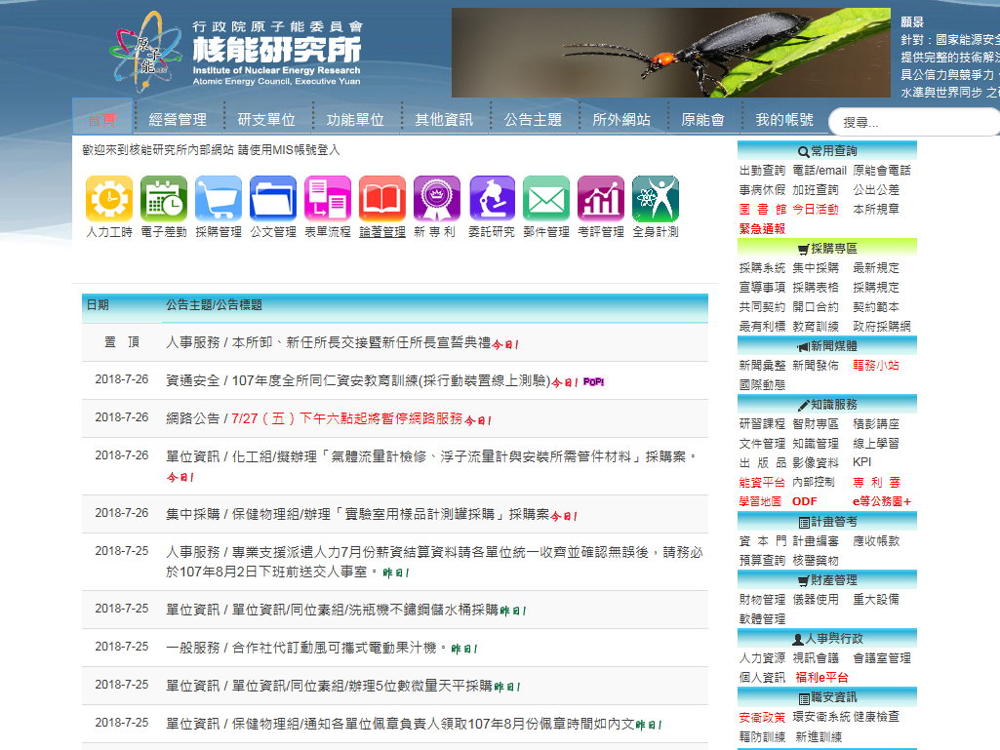 行政院原子能委員會
核能研究所
Institute of Nuclear Energy Research
Atomic Energy Council, Executive Yuan
原子能
願景
針對：國家能源安全
提供完整的技術解決
具公信力與競爭力，
水準與世界同步 之
首頁 經營管理 研支單位 功能單位 其他資訊 公告主題 所外網站 原能會 我的帳號 搜尋...
歡迎來到核能研究所內部網站 請使用MIS帳號登入
人力工時 電子差勤 採購管理 公文管理 表單流程 論著管理 新 專 利 委託研究 郵件管理 考評管理 全身計測
日期 公告主題/公告標題
置 頂 人事服務 / 本所卸、新任所長交接暨新任所長宣誓典禮今日!
2018-7-26 資通安全 / 107年度全所同仁資安教育訓練(採行動裝置線上測驗)今日! POP!
2018-7-26 網路公告 / 7/27（五）下午六點起將暫停網路服務今日!
2018-7-26 單位資訊 / 化工組/擬辦理「氣體流量計檢修、浮子流量計與安裝所需管件材料」採購案。
今日!
2018-7-26 集中採購 / 保健物理組/辦理「實驗室用樣品計測罐採購」採購案今日!
2018-7-25 人事服務 / 專業支援派遣人力7月份薪資結算資料請各單位統一收齊並確認無誤後，請務必
於107年8月2日下班前送交人事室。昨日!
2018-7-25 單位資訊 / 單位資訊/同位素組/洗瓶機不鏽鋼儲水桶採購昨日!
2018-7-25 一般服務 / 合作社代訂勳風可攜式電動果汁機。昨日!
2018-7-25 單位資訊 / 單位資訊/同位素組/辦理5位數微量天平採購昨日!
2018-7-25 單位資訊 / 保健物理組/通知各單位佩章負責人領取107年8月份佩章時間如內文昨日!
常用查詢
出勤查詢 電話/email 原能會電話
事病休假 加班查詢 公出公差
圖 書 館 今日活動 本所規章
緊急通報
採購專區
採購系統 集中採購 最新規定
宣導事項 採購表格 採購規定
共同契約 開口合約 契約範本
最有利標 教育訓練 政府採購網
新聞媒體
新聞彙整 新聞發佈 輻務小站
國際動態
知識服務
研習課程 智財專區 積彭講座
文件管理 知識管理 線上學習
出 版 品 影像資料 KPI
能資平台 內部控制 專 利 雲
學習地圖 ODF e等公務園+
計畫管考
資 本 門 計畫編審 應收帳款
預算查詢 核醫藥物
財產管理
財物管理 儀器使用 重大設備
軟體管理
人事與行政
人力資源 視訊會議 會議室管理
個人資訊 福利e平台
職安資訊
安衛政策 環安衛系統 健康檢查
輻防訓練 新進訓練